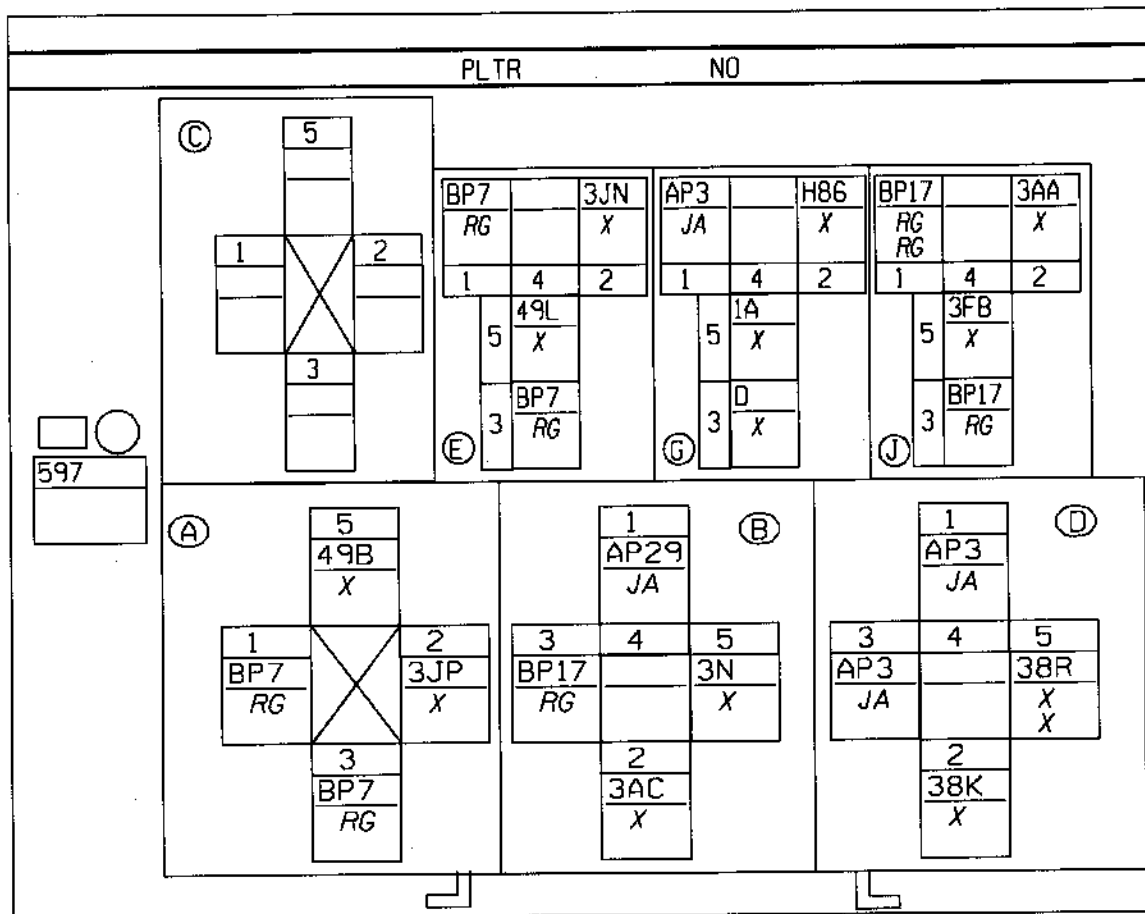 PLTR NO
C
5
1 2
3
BP7 3JN
RG X
1 4 2
5 49L
X
3 BP7
RG
E
AP3 H86
JA X
1 4 2
5 1A
X
3 D
X
G
BP17 3AA
RG X
RG
1 4 2
5 3FB
X
3 BP17
RG
J
597
A
5
49B
X
1 2
BP7 3JP
RG X
3
BP7
RG
B
1
AP29
JA
3 4 5
BP17 3N
RG X
2
3AC
X
D
1
AP3
JA
3 4 5
AP3 38R
JA X
X
2
38K
X